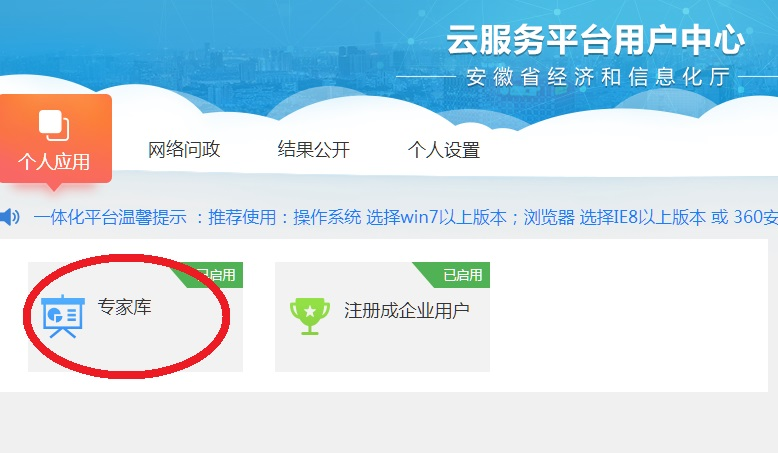 云服务平台用户中心
安徽省经济和信息化厅
个人应用
网络问政
结果公开
个人设置
一体化平台温馨提示 ：推荐使用：操作系统 选择win7以上版本；浏览器 选择IE8以上版本 或 360安
已启用
专家库
已启用
注册成企业用户